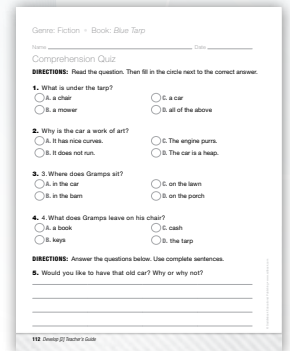 Genre: Fiction • Book: Blue Tarp
Name Date
Comprehension Quiz
DIRECTIONS: Read the question. Then fill in the circle next to the correct answer.
1. What is under the tarp?
A. a chair
B. a mower
C. a car
D. all of the above
2. Why is the car a work of art?
A. It has nice curves.
B. It does not run.
C. The engine purrs.
D. The car is a heap.
3. 3. Where does Gramps sit?
A. in the car
B. in the barn
C. on the lawn
D. on the porch
4. 4. What does Gramps leave on his chair?
A. a book
B. keys
C. cash
D. the tarp
DIRECTIONS: Answer the questions below. Use complete sentences.
5. Would you like to have that old car? Why or why not?
112 Develop [2] Teacher's Guide